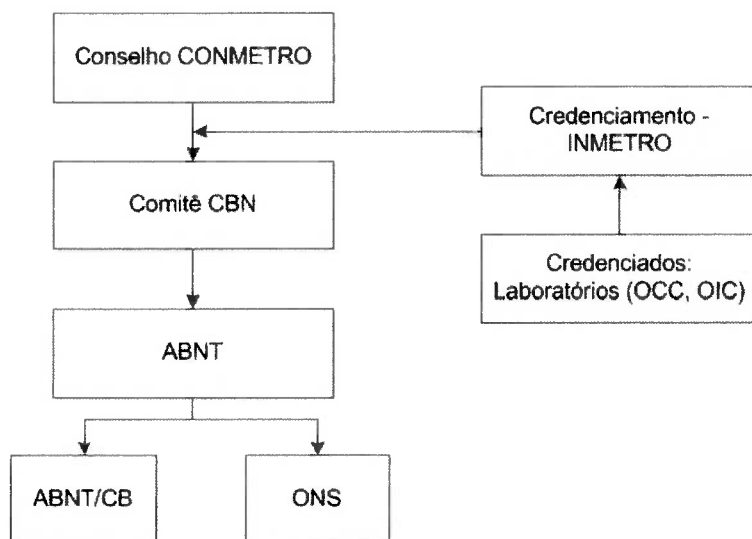 Conselho CONMETRO
Credenciamento -
INMETRO
Comitê CBN
Credenciados:
Laboratórios (OCC, OIC)
ABNT
ABNT/CB
ONS